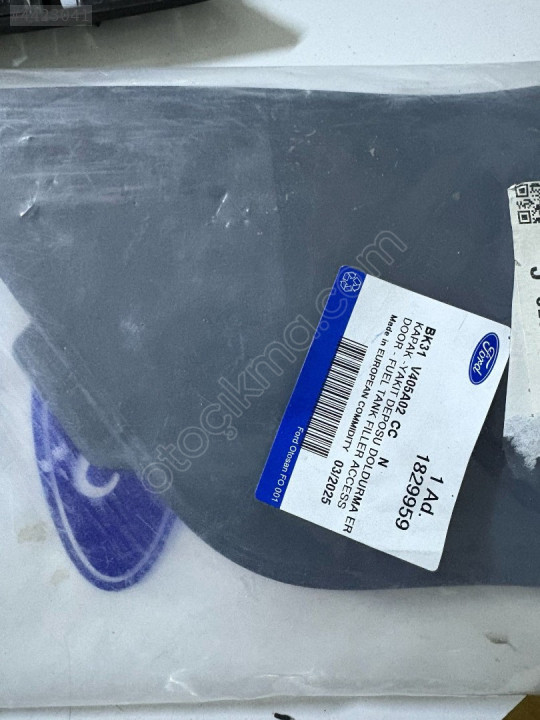 BK31 V405A02 CC N
KAPAK -YAKIT DEPOSU DOLDURMA ER
DOOR - FUEL TANK FILLER ACCESS
Made in EUROPEAN COMMIDITY 03/2025
1 Ad.
1829959
Ford
Ford Otosan FO 001
otoçıkma.com